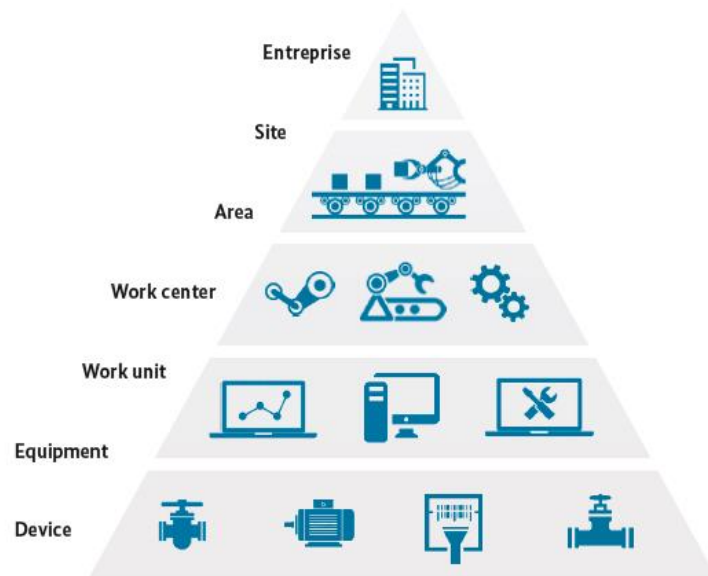 Entreprise
Site
Area
Work center
Work unit
Equipment
Device